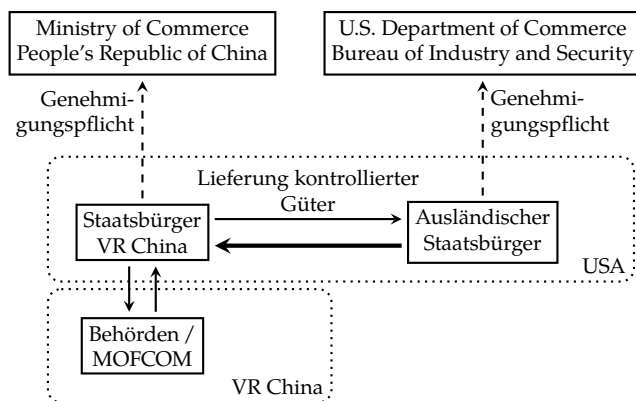 Ministry of Commerce
People's Republic of China
U.S. Department of Commerce
Bureau of Industry and Security
Genehmi-
gungspflicht
Genehmi-
gungspflicht
Lieferung kontrollierter
Güter
Staatsbürger
VR China
Ausländischer
Staatsbürger
USA
Behörden /
MOFCOM
VR China